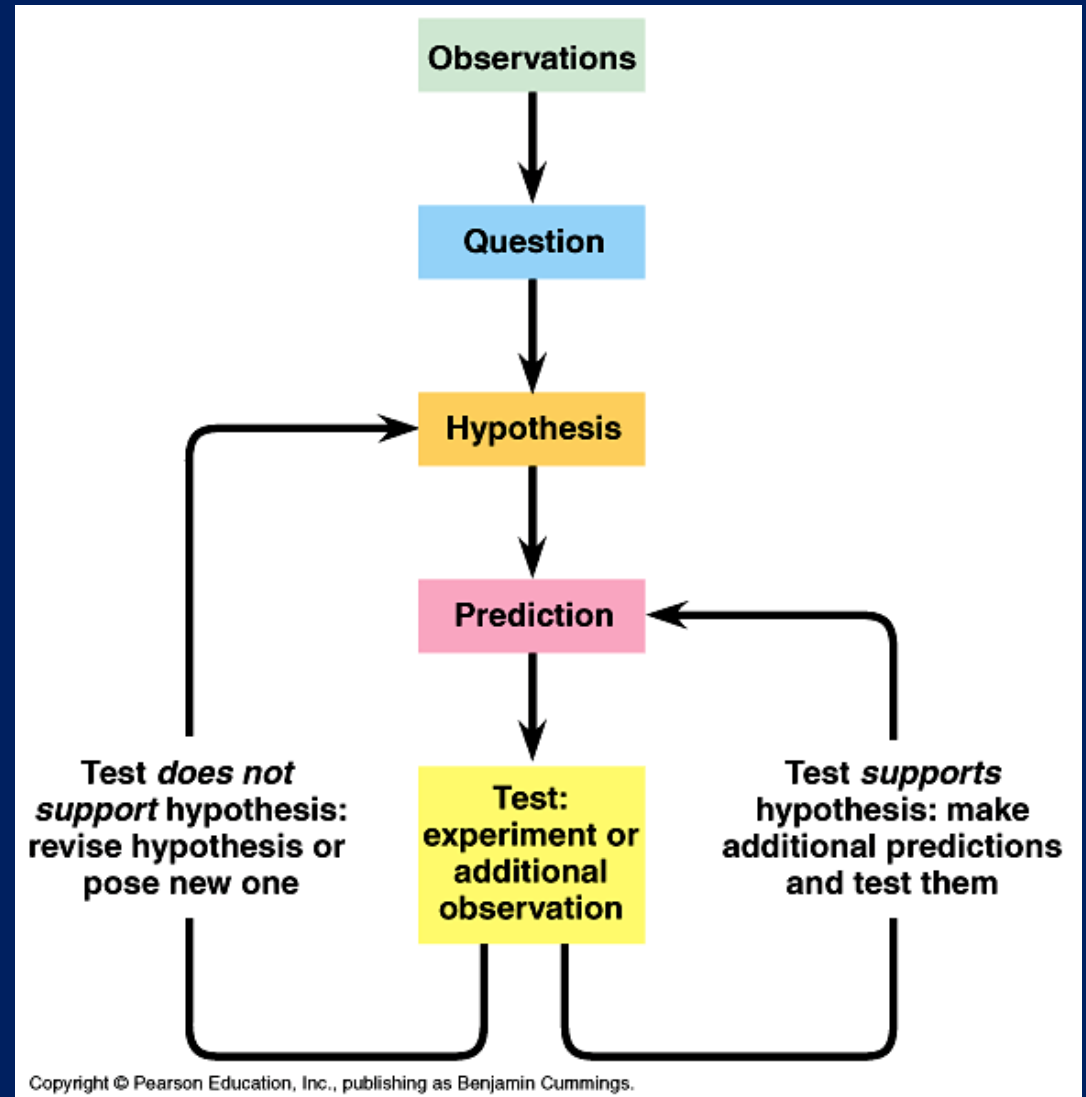 Observations
Question
Hypothesis
Prediction
Test does not
support hypothesis:
revise hypothesis or
pose new one
Test:
experiment or
additional
observation
Test supports
hypothesis: make
additional predictions
and test them
Copyright © Pearson Education, Inc., publishing as Benjamin Cummings.